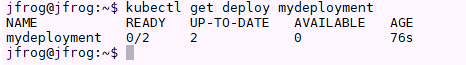 jfrog@jfrog:~$ kubectl get deploy mydeployment
NAME READY UP-TO-DATE AVAILABLE AGE
mydeployment 0/2 2 0 76s
jfrog@jfrog:~$